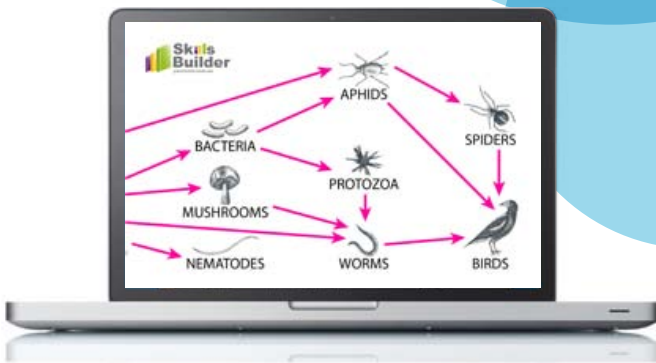 Skills
Builder
APHIDS
SPIDERS
BACTERIA
PROTOZOA
MUSHROOMS
NEMATODES
WORMS
BIRDS